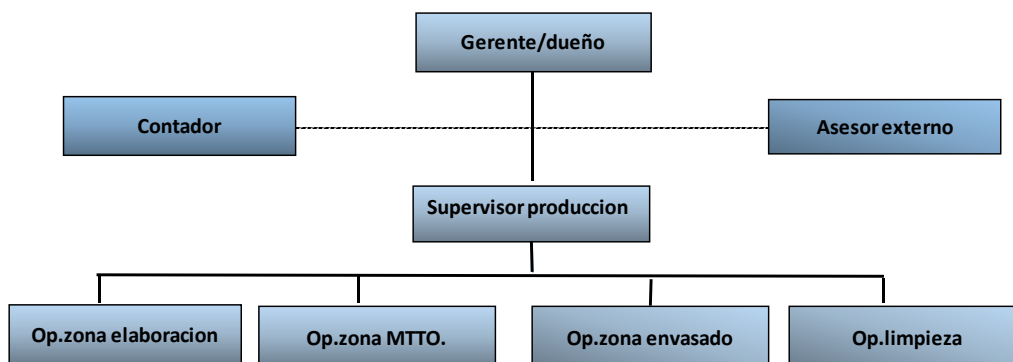 Gerente/dueño
Contador
Asesor externo
Supervisor produccion
Op.zona elaboracion
Op.zona MTTO.
Op.zona envasado
Op.limpieza